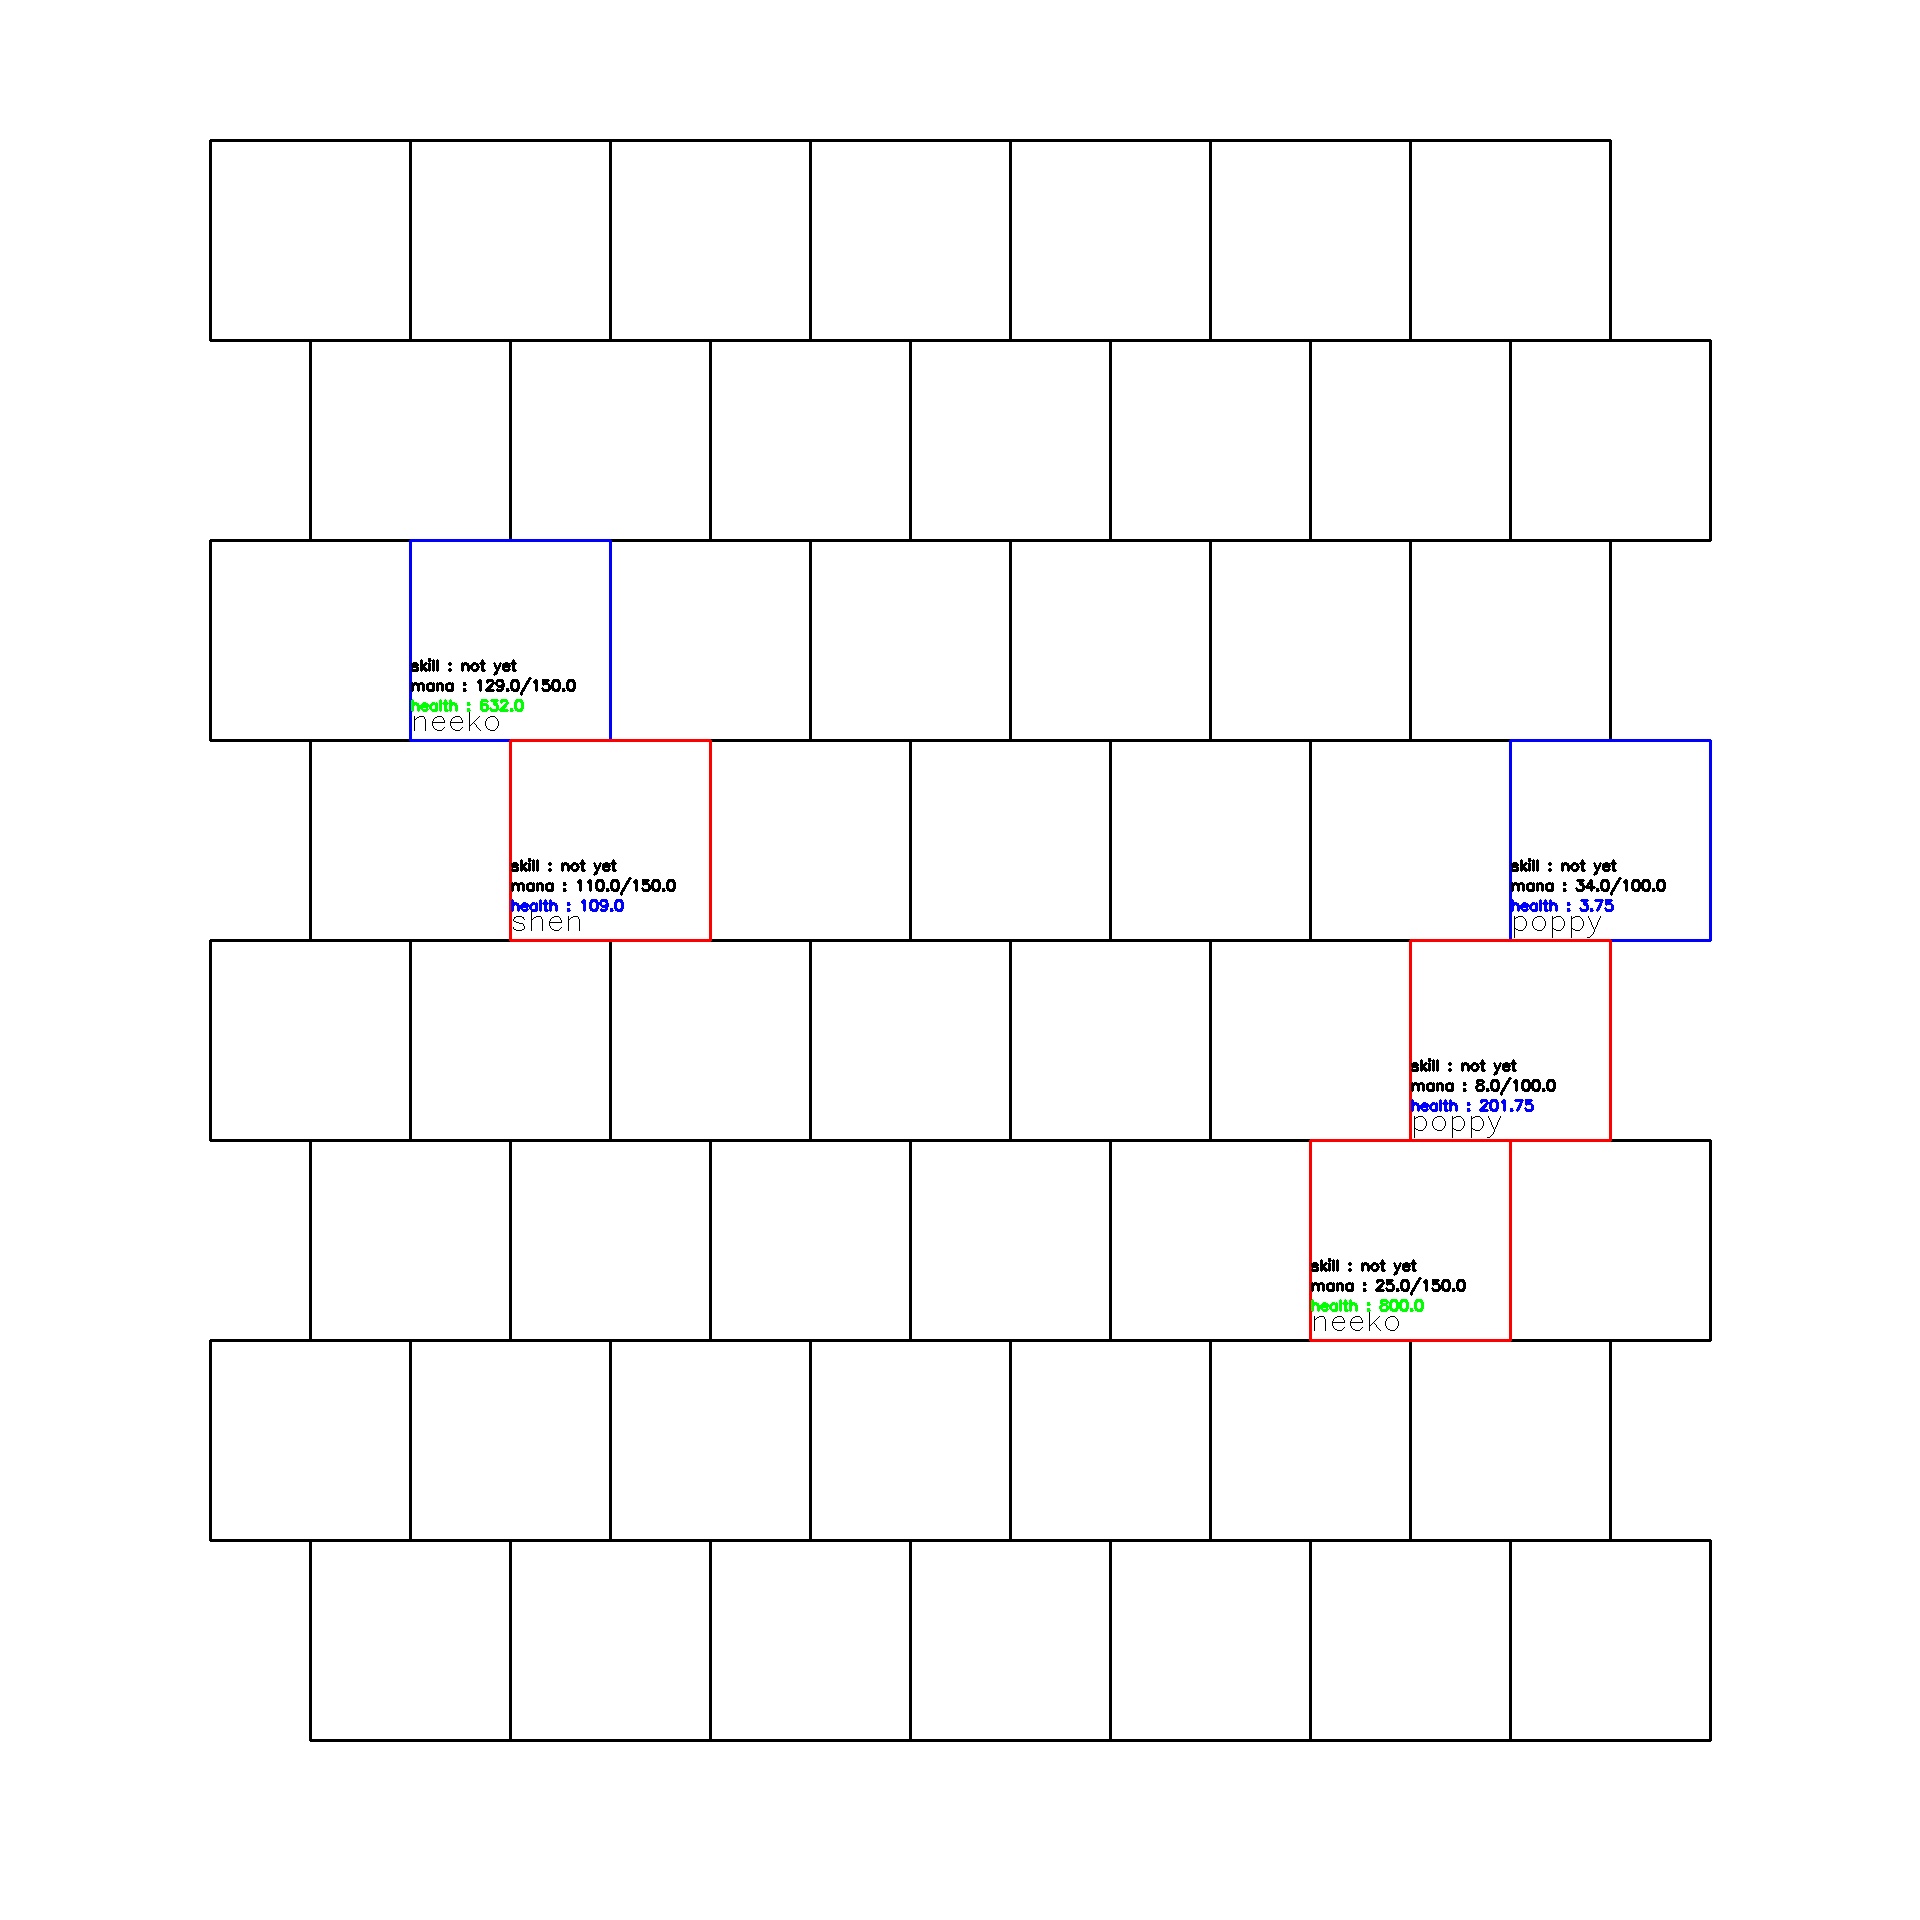 skill : not yet
mana : 129.0/150.0
health : 632.0
neeko
skill : not yet
mana : 110.0/150.0
health : 109.0
shen
skill : not yet
mana : 34.0/100.0
health : 3.75
poppy
skill : not yet
mana : 8.0/100.0
health : 201.75
poppy
skill : not yet
mana : 25.0/150.0
health : 800.0
neeko